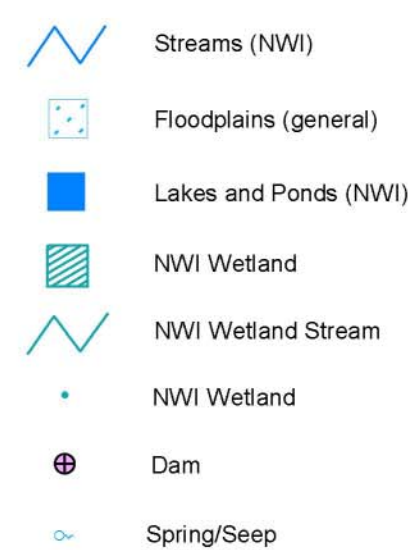 Streams (NWI)
Floodplains (general)
Lakes and Ponds (NWI)
NWI Wetland
NWI Wetland Stream
NWI Wetland
Dam
Spring/Seep